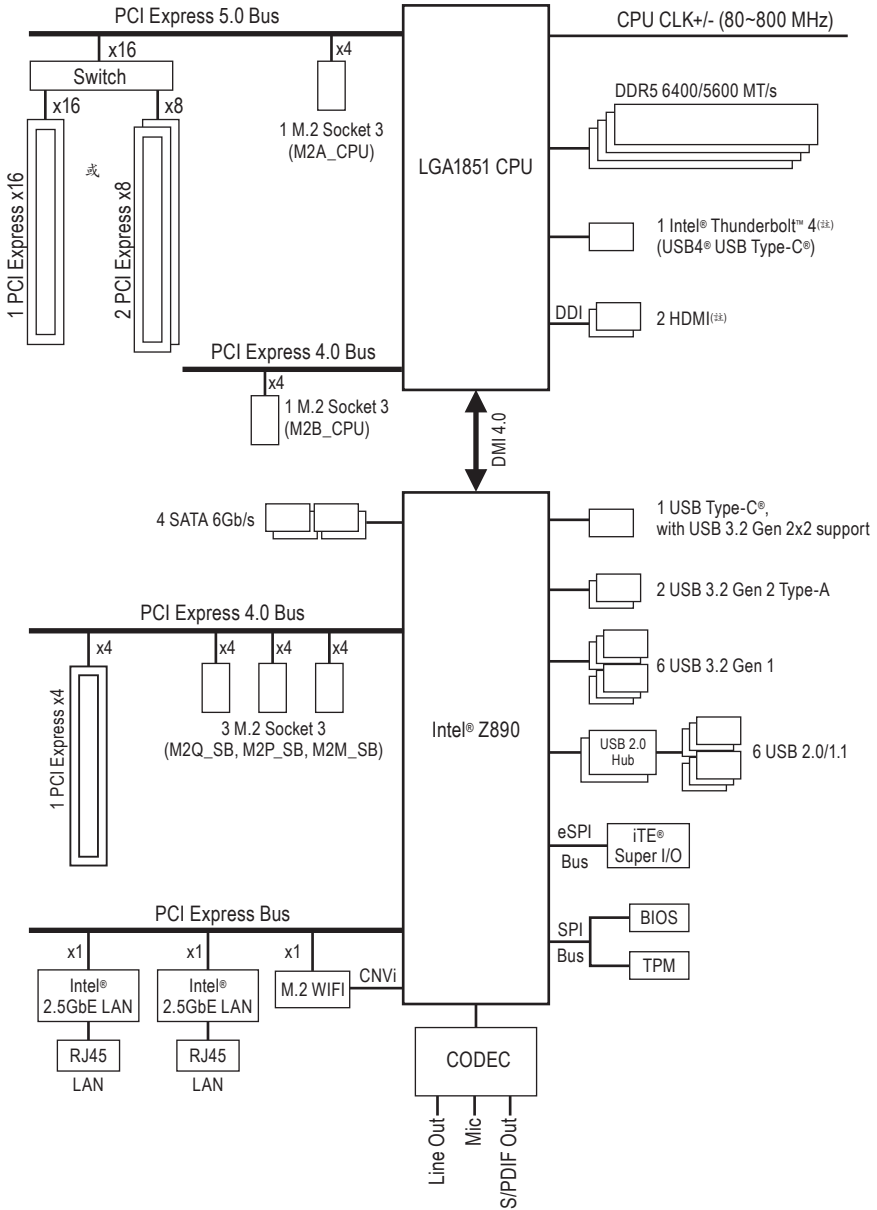 PCI Express 5.0 Bus
CPU CLK+/- (80~800 MHz)
x16
x4
Switch
x16
x8
1 PCI Express x16
或
2 PCI Express x8
1 M.2 Socket 3
(M2A_CPU)
LGA1851 CPU
DDR5 6400/5600 MT/s
1 Intel® Thunderbolt™ 4(註)
(USB4® USB Type-C®)
DDI
2 HDMI(註)
PCI Express 4.0 Bus
x4
1 M.2 Socket 3
(M2B_CPU)
DMI 4.0
4 SATA 6Gb/s
1 USB Type-C®,
with USB 3.2 Gen 2x2 support
2 USB 3.2 Gen 2 Type-A
PCI Express 4.0 Bus
x4
x4
x4
x4
1 PCI Express x4
3 M.2 Socket 3
(M2Q_SB, M2P_SB, M2M_SB)
Intel® Z890
6 USB 3.2 Gen 1
USB 2.0
Hub
6 USB 2.0/1.1
eSPI
Bus
iTE®
Super I/O
PCI Express Bus
SPI
Bus
BIOS
TPM
x1
x1
x1
Intel®
2.5GbE LAN
Intel®
2.5GbE LAN
M.2 WIFI
CNVi
RJ45
RJ45
LAN
LAN
CODEC
Line Out
Mic
S/PDIF Out